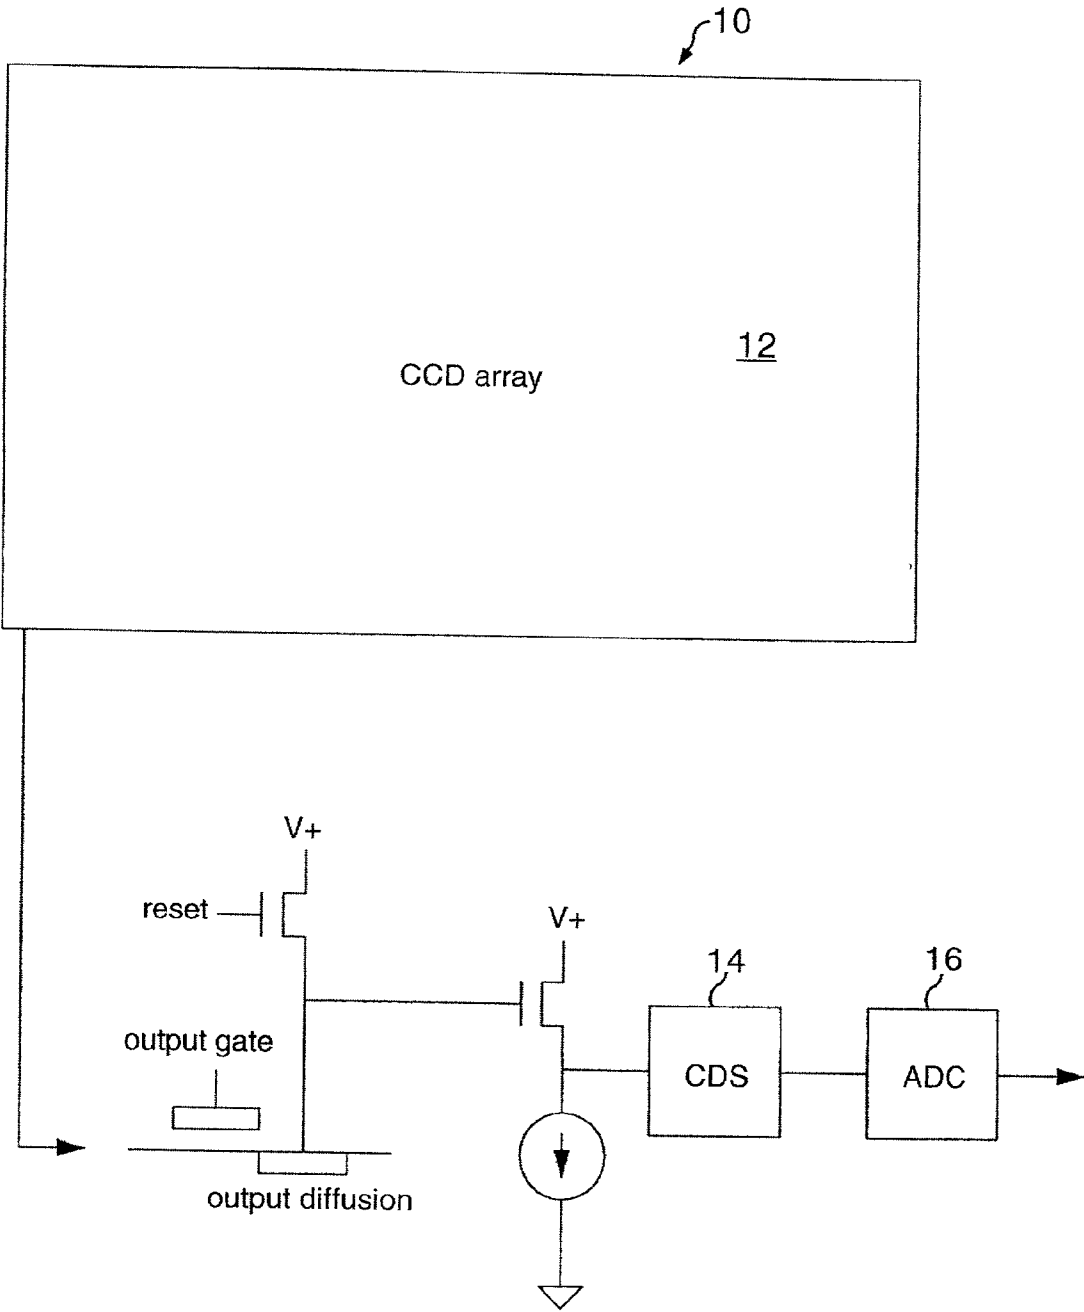 10
12
CCD array
V+
reset
V+
14
16
output gate
CDS
ADC
output diffusion